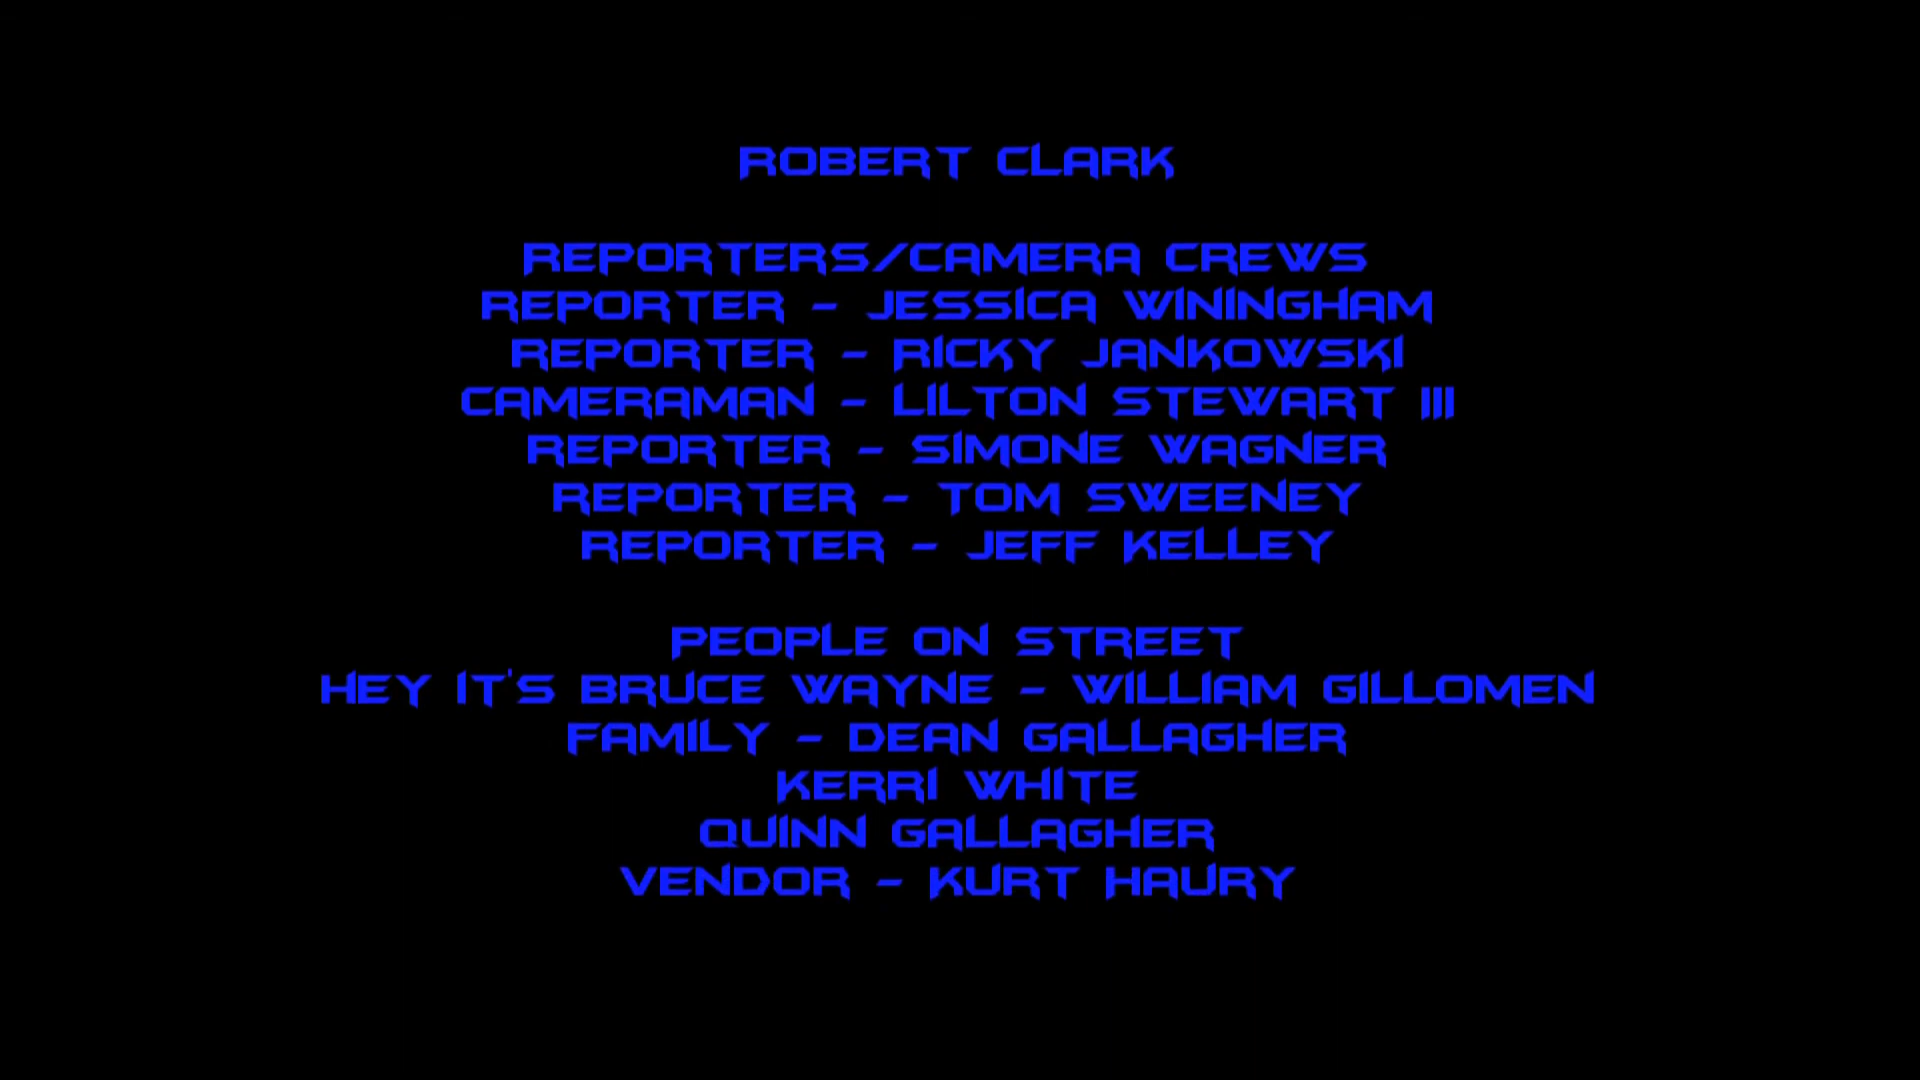 ROBERT CLARK
REPORTERS/CAMERA CREWS
REPORTER - JESSICA WININGHAM
REPORTER - RICKY JANKOWSKI
CAMERAMAN - LILTON STEWART III
REPORTER - SIMONE WAGNER
REPORTER - TOM SWEENEY
REPORTER - JEFF KELLEY
PEOPLE ON STREET
HEY IT'S BRUCE WAYNE - WILLIAM GILLOMEN
FAMILY - DEAN GALLAGHER
KERRI WHITE
QUINN GALLAGHER
VENDOR - KURT HAURY